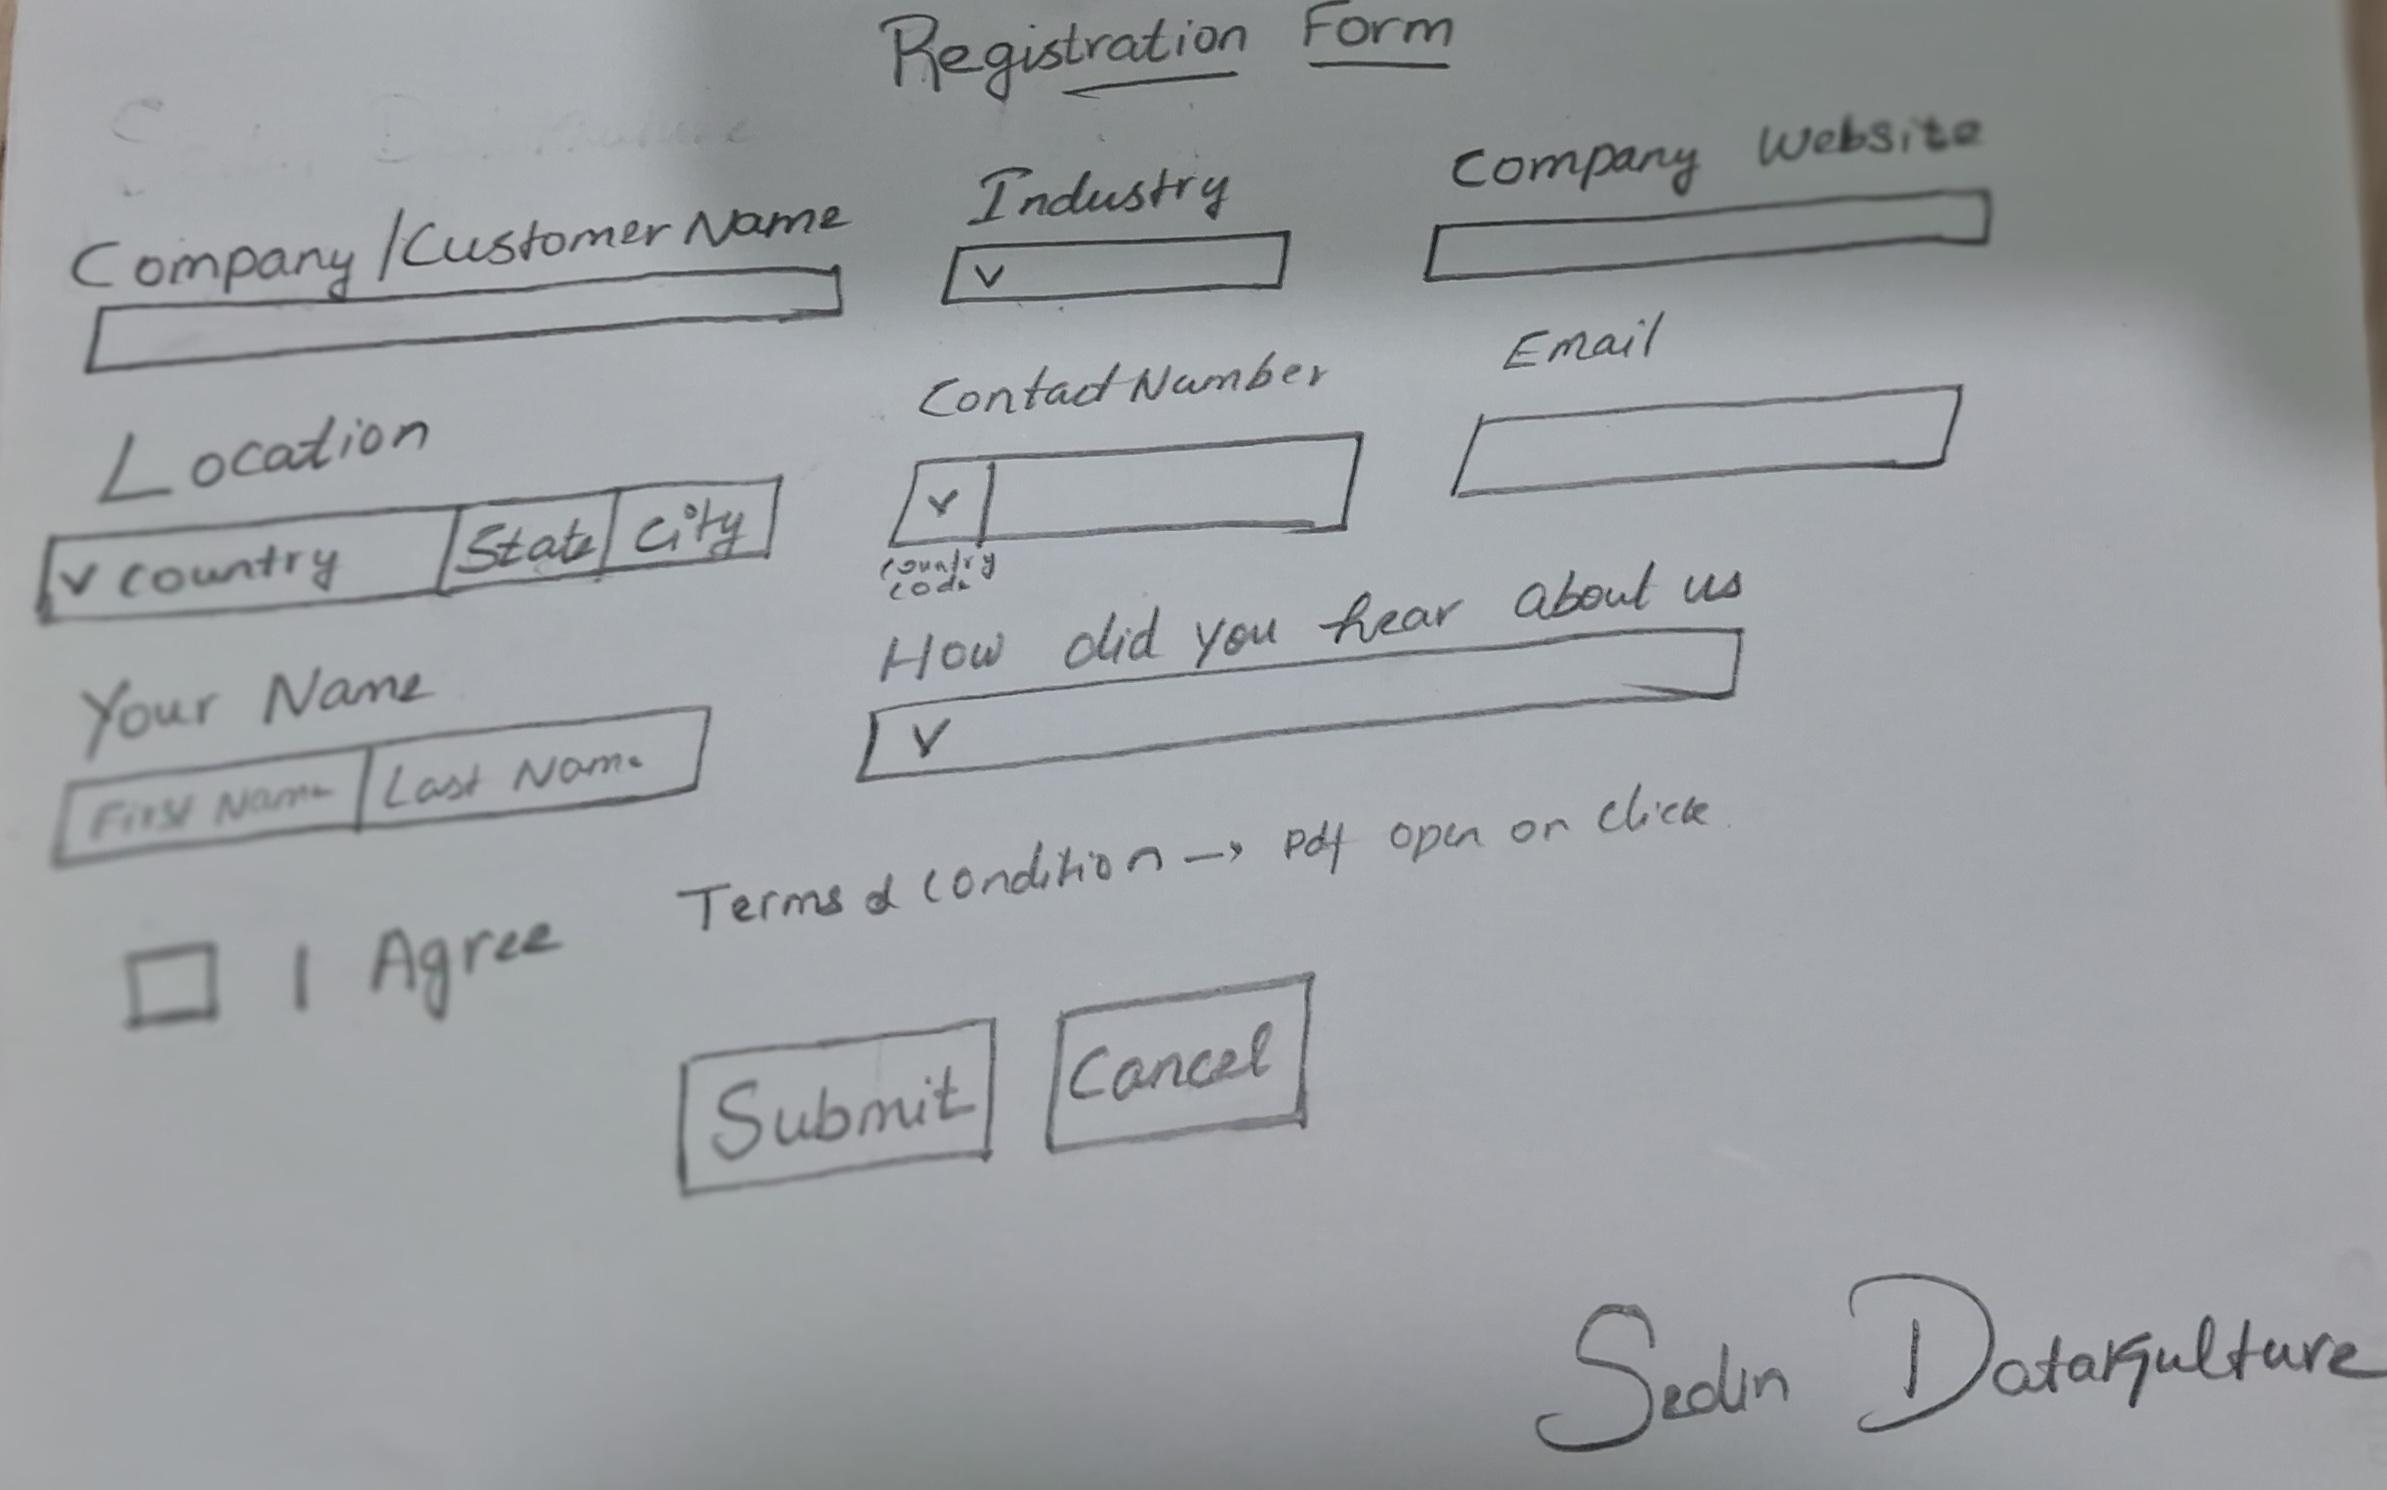 Registration Form
Company/Customer Name
Industry
Company Website
Location
Contact Number
Email
Country State City
Country
Code
Your Name
How did you hear about us
First Name Last Name
Terms & Condition → pdf open on click
I Agree
Submit Cancel
Sedin Datakulture